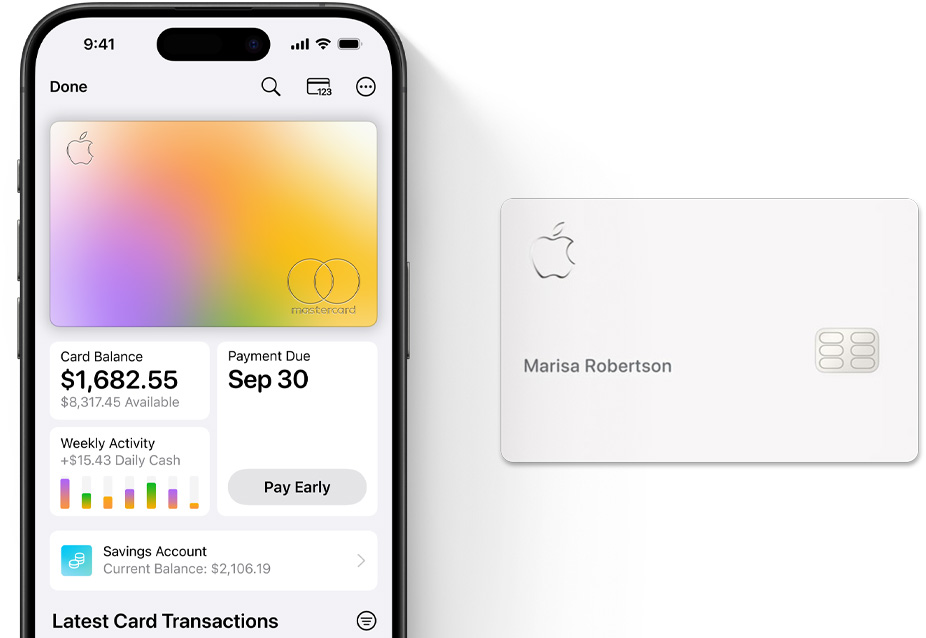 9:41
Done
123
mastercard
Card Balance
$1,682.55
$8,317.45 Available
Payment Due
Sep 30
Weekly Activity
+$15.43 Daily Cash
Pay Early
Savings Account
Current Balance: $2,106.19
Latest Card Transactions
Marisa Robertson